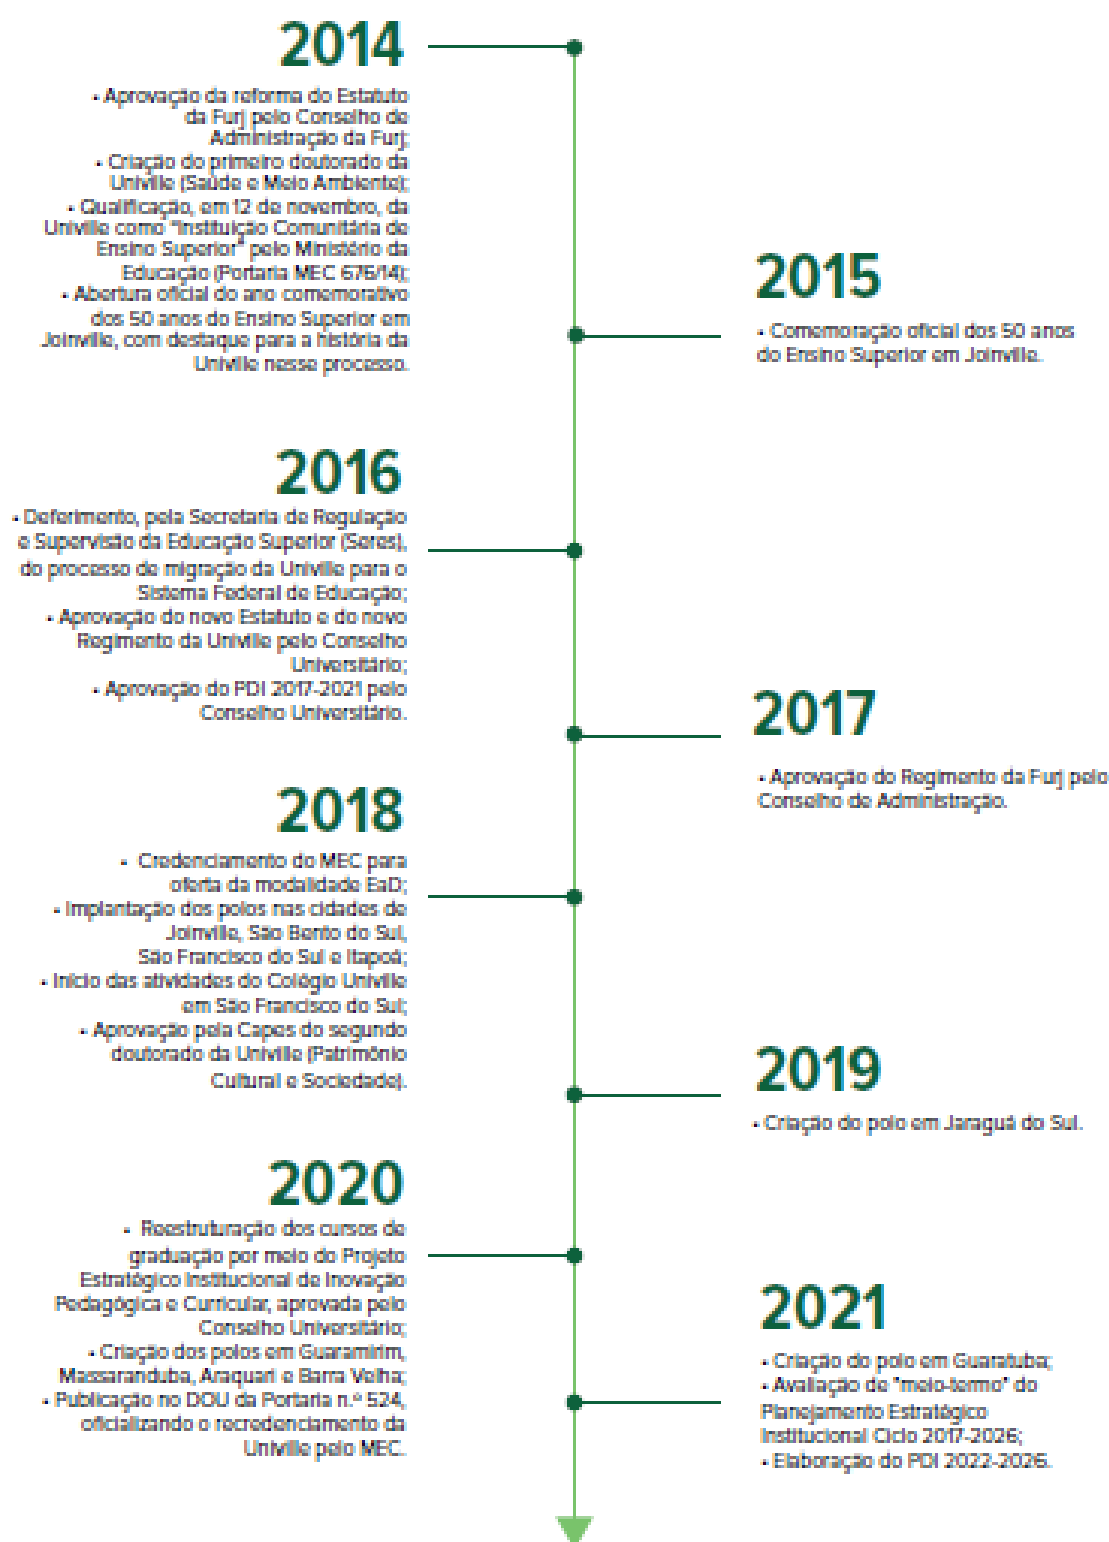 2014
• Aprovação da reforma do Estatuto
da Furj pelo Conselho de
Administração da Furj;
• Criação do primeiro doutorado da
Univille (Saúde e Meio Ambiente);
• Qualificação, em 12 de novembro, da
Univille como "Instituição Comunitária de
Ensino Superior" pelo Ministério da
Educação (Portaria MEC 676/14);
• Abertura oficial do ano comemorativo
dos 50 anos do Ensino Superior em
Joinville, com destaque para a história da
Univille nesse processo.
2015
• Comemoração oficial dos 50 anos
do Ensino Superior em Joinville.
2016
• Deferimento, pela Secretaria de Regulação
e Supervisão da Educação Superior (Seres),
do processo de migração da Univille para o
Sistema Federal de Educação;
• Aprovação do novo Estatuto e do novo
Regimento da Univille pelo Conselho
Universitário;
• Aprovação do PDI 2017-2021 pelo
Conselho Universitário.
2017
• Aprovação do Regimento da Furj pelo
Conselho de Administração.
2018
• Credenciamento do MEC para
oferta da modalidade EaD;
• Implantação dos polos nas cidades de
Joinville, São Bento do Sul,
São Francisco do Sul e Itapoá;
• Início das atividades do Colégio Univille
em São Francisco do Sul;
• Aprovação pela Capes do segundo
doutorado da Univille (Patrimônio
Cultural e Sociedade).
2019
• Criação do polo em Jaraguá do Sul.
2020
• Reestruturação dos cursos de
graduação por meio do Projeto
Estratégico Institucional de Inovação
Pedagógica e Curricular, aprovada pelo
Conselho Universitário;
• Criação dos polos em Guaramirim,
Massaranduba, Araquari e Barra Velha;
• Publicação no DOU da Portaria n.º 524,
oficializando o recredenciamento da
Univille pelo MEC.
2021
• Criação do polo em Guaratuba;
• Avaliação de "meio-termo" do
Planejamento Estratégico
Institucional Ciclo 2017-2026;
• Elaboração do PDI 2022-2026.